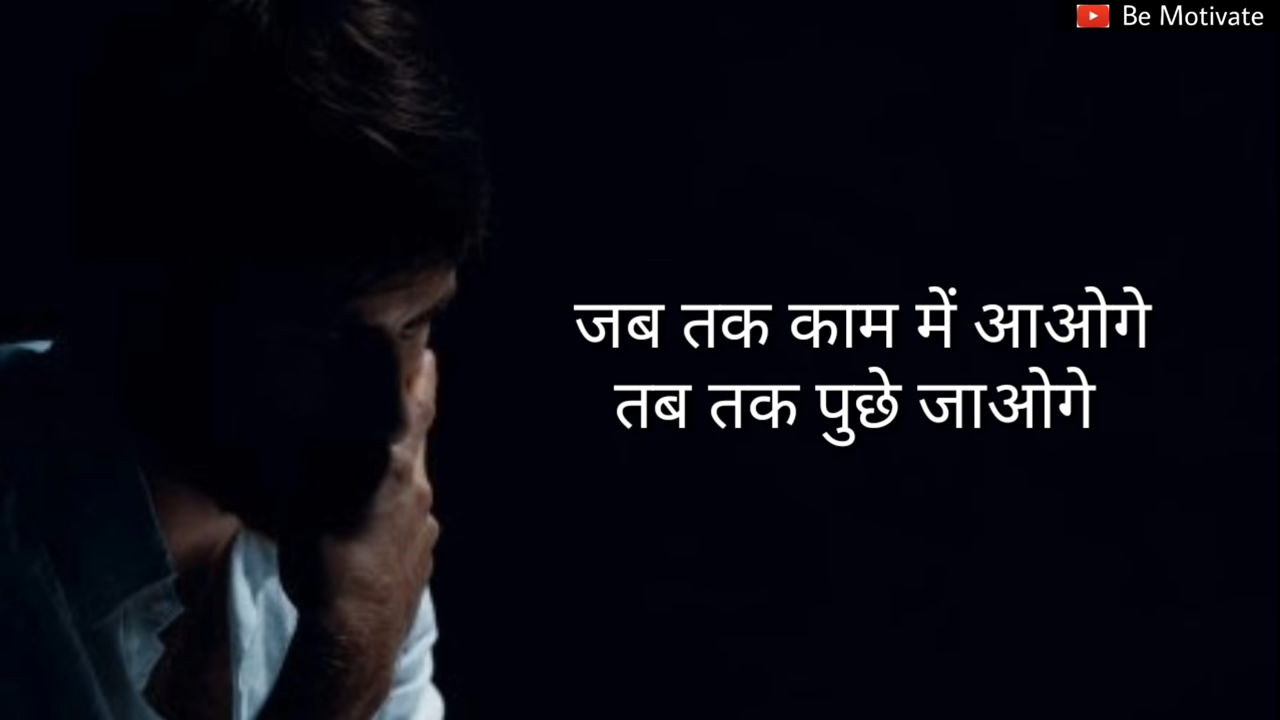 Be Motivate
जब तक काम में आओगे
तब तक पुछे जाओगे